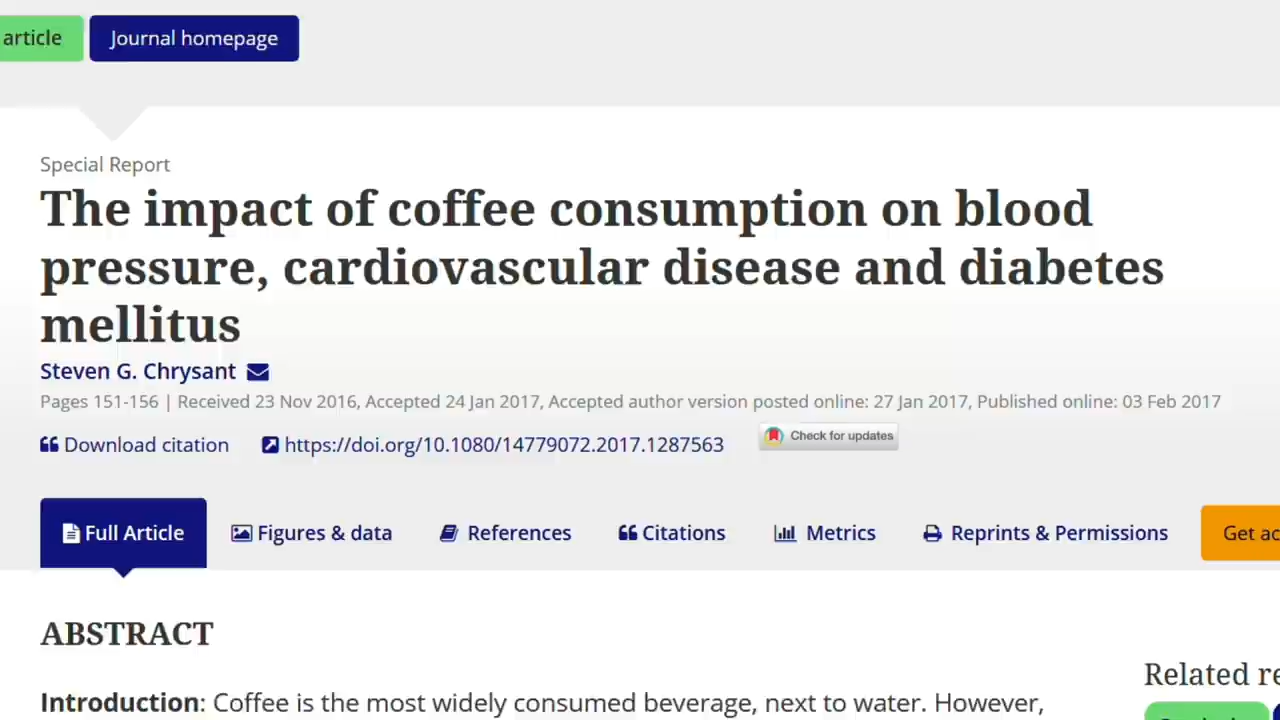 article
Journal homepage
Special Report
The impact of coffee consumption on blood
pressure, cardiovascular disease and diabetes
mellitus
Steven G. Chrysant
Pages 151-156 | Received 23 Nov 2016, Accepted 24 Jan 2017, Accepted author version posted online: 27 Jan 2017, Published online: 03 Feb 2017
Download citation https://doi.org/10.1080/14779072.2017.1287563 Check for updates
Full Article Figures & data References Citations Metrics Reprints & Permissions Get ac
ABSTRACT
Related re
Introduction: Coffee is the most widely consumed beverage, next to water. However,